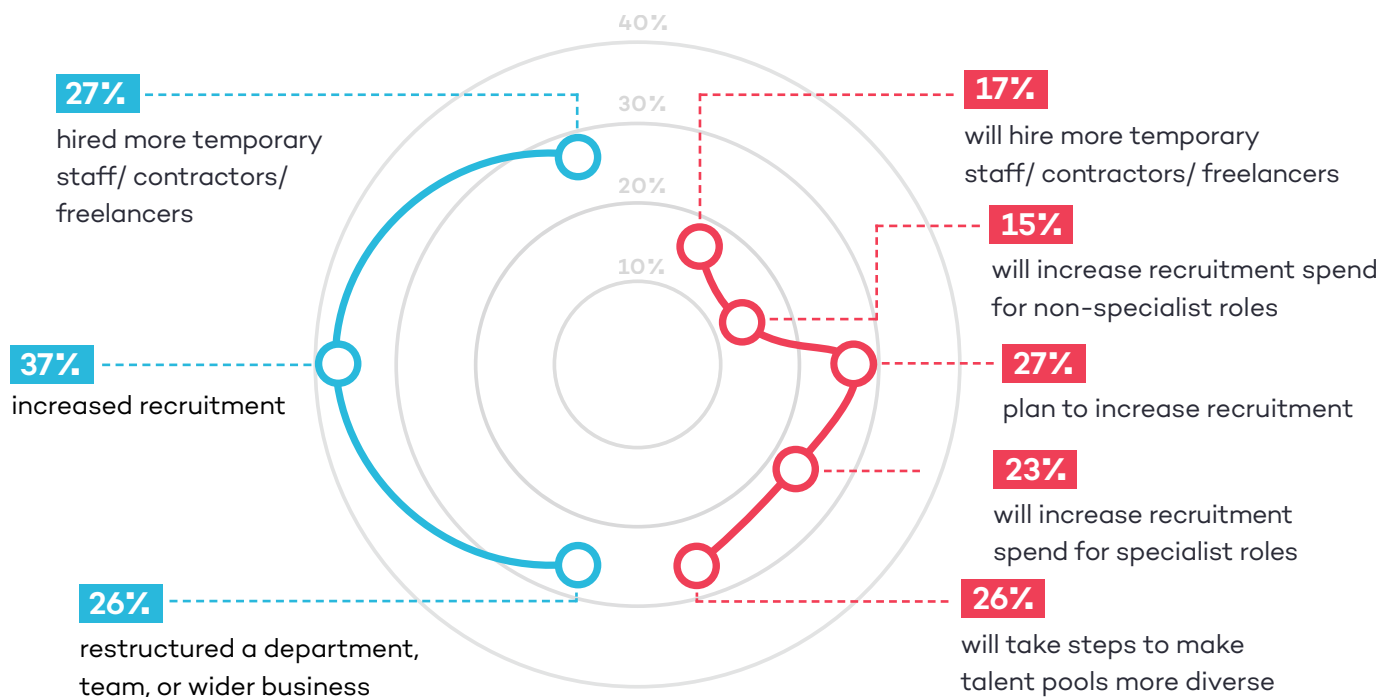 40%
30%
20%
10%
27%
hired more temporary
staff/ contractors/
freelancers
37%
increased recruitment
26%
restructured a department,
team, or wider business
17%
will hire more temporary
staff/ contractors/ freelancers
15%
will increase recruitment spend
for non-specialist roles
27%
plan to increase recruitment
23%
will increase recruitment
spend for specialist roles
26%
will take steps to make
talent pools more diverse